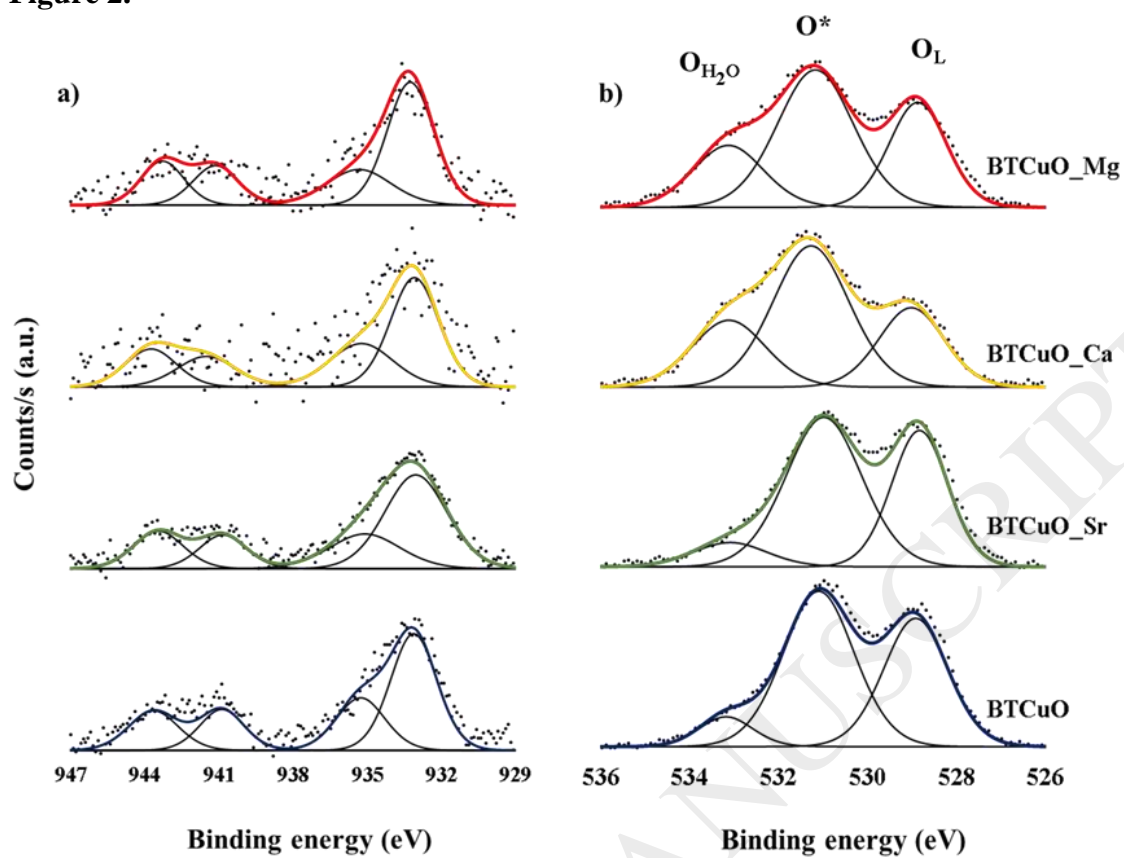 Figure 2.
a)
b)
O_H₂O
O*
O_L
BTCuO_Mg
BTCuO_Ca
BTCuO_Sr
BTCuO
Counts/s (a.u.)
947 944 941 938 935 932 929
536 534 532 530 528 526
Binding energy (eV)
Binding energy (eV)
MANUSCRIPT